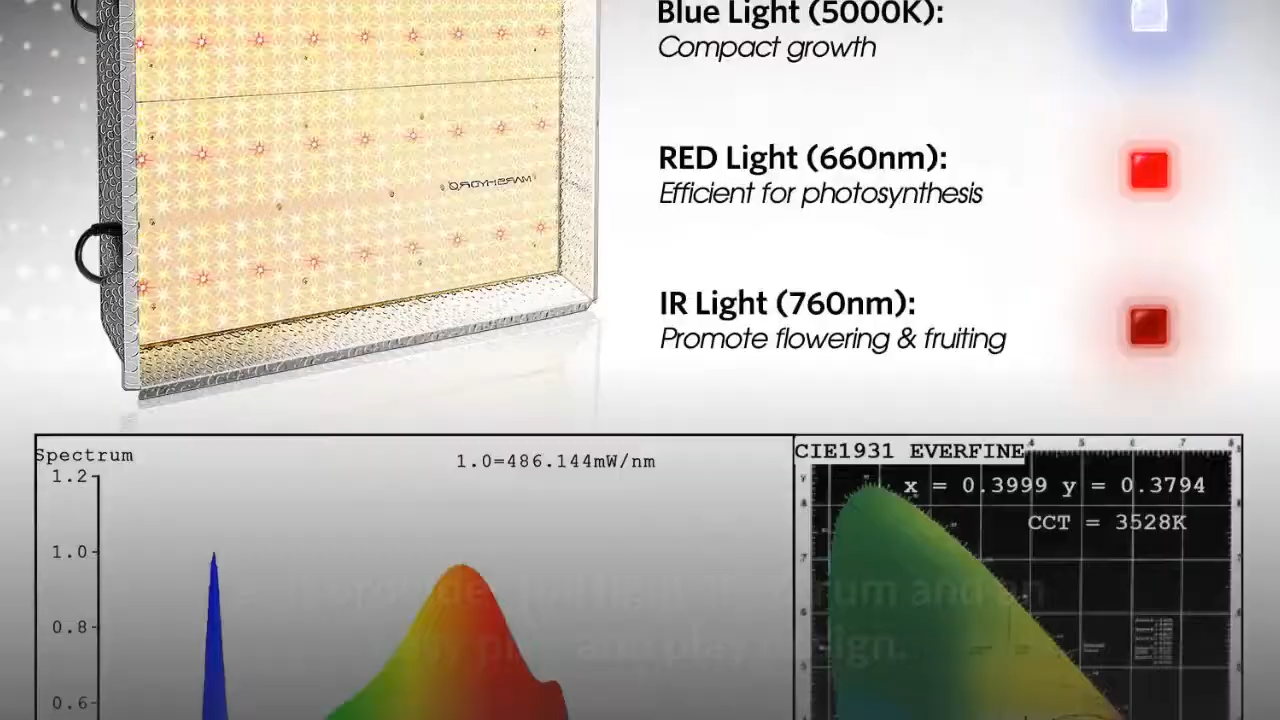 Blue Light (5000K):
Compact growth
RED Light (660nm):
Efficient for photosynthesis
MARSHYDRO
IR Light (760nm):
Promote flowering & fruiting
Spectrum
1.0=486.144mW/nm
1.2
1.0
0.8
0.6
CIE1931 EVERFINE
x = 0.3999 y = 0.3794
CCT = 3528K